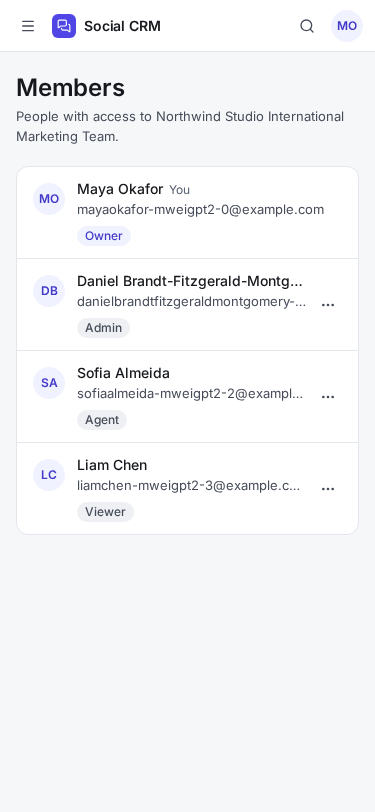 Social CRM
MO
Members
People with access to Northwind Studio International
Marketing Team.
MO
Maya Okafor You
mayaokafor-mweigpt2-0@example.com
Owner
DB
Daniel Brandt-Fitzgerald-Montg...
danielbrandtfitzgeraldmontgomery-...
Admin
SA
Sofia Almeida
sofiaalmeida-mweigpt2-2@exampl...
Agent
LC
Liam Chen
liamchen-mweigpt2-3@example.c...
Viewer